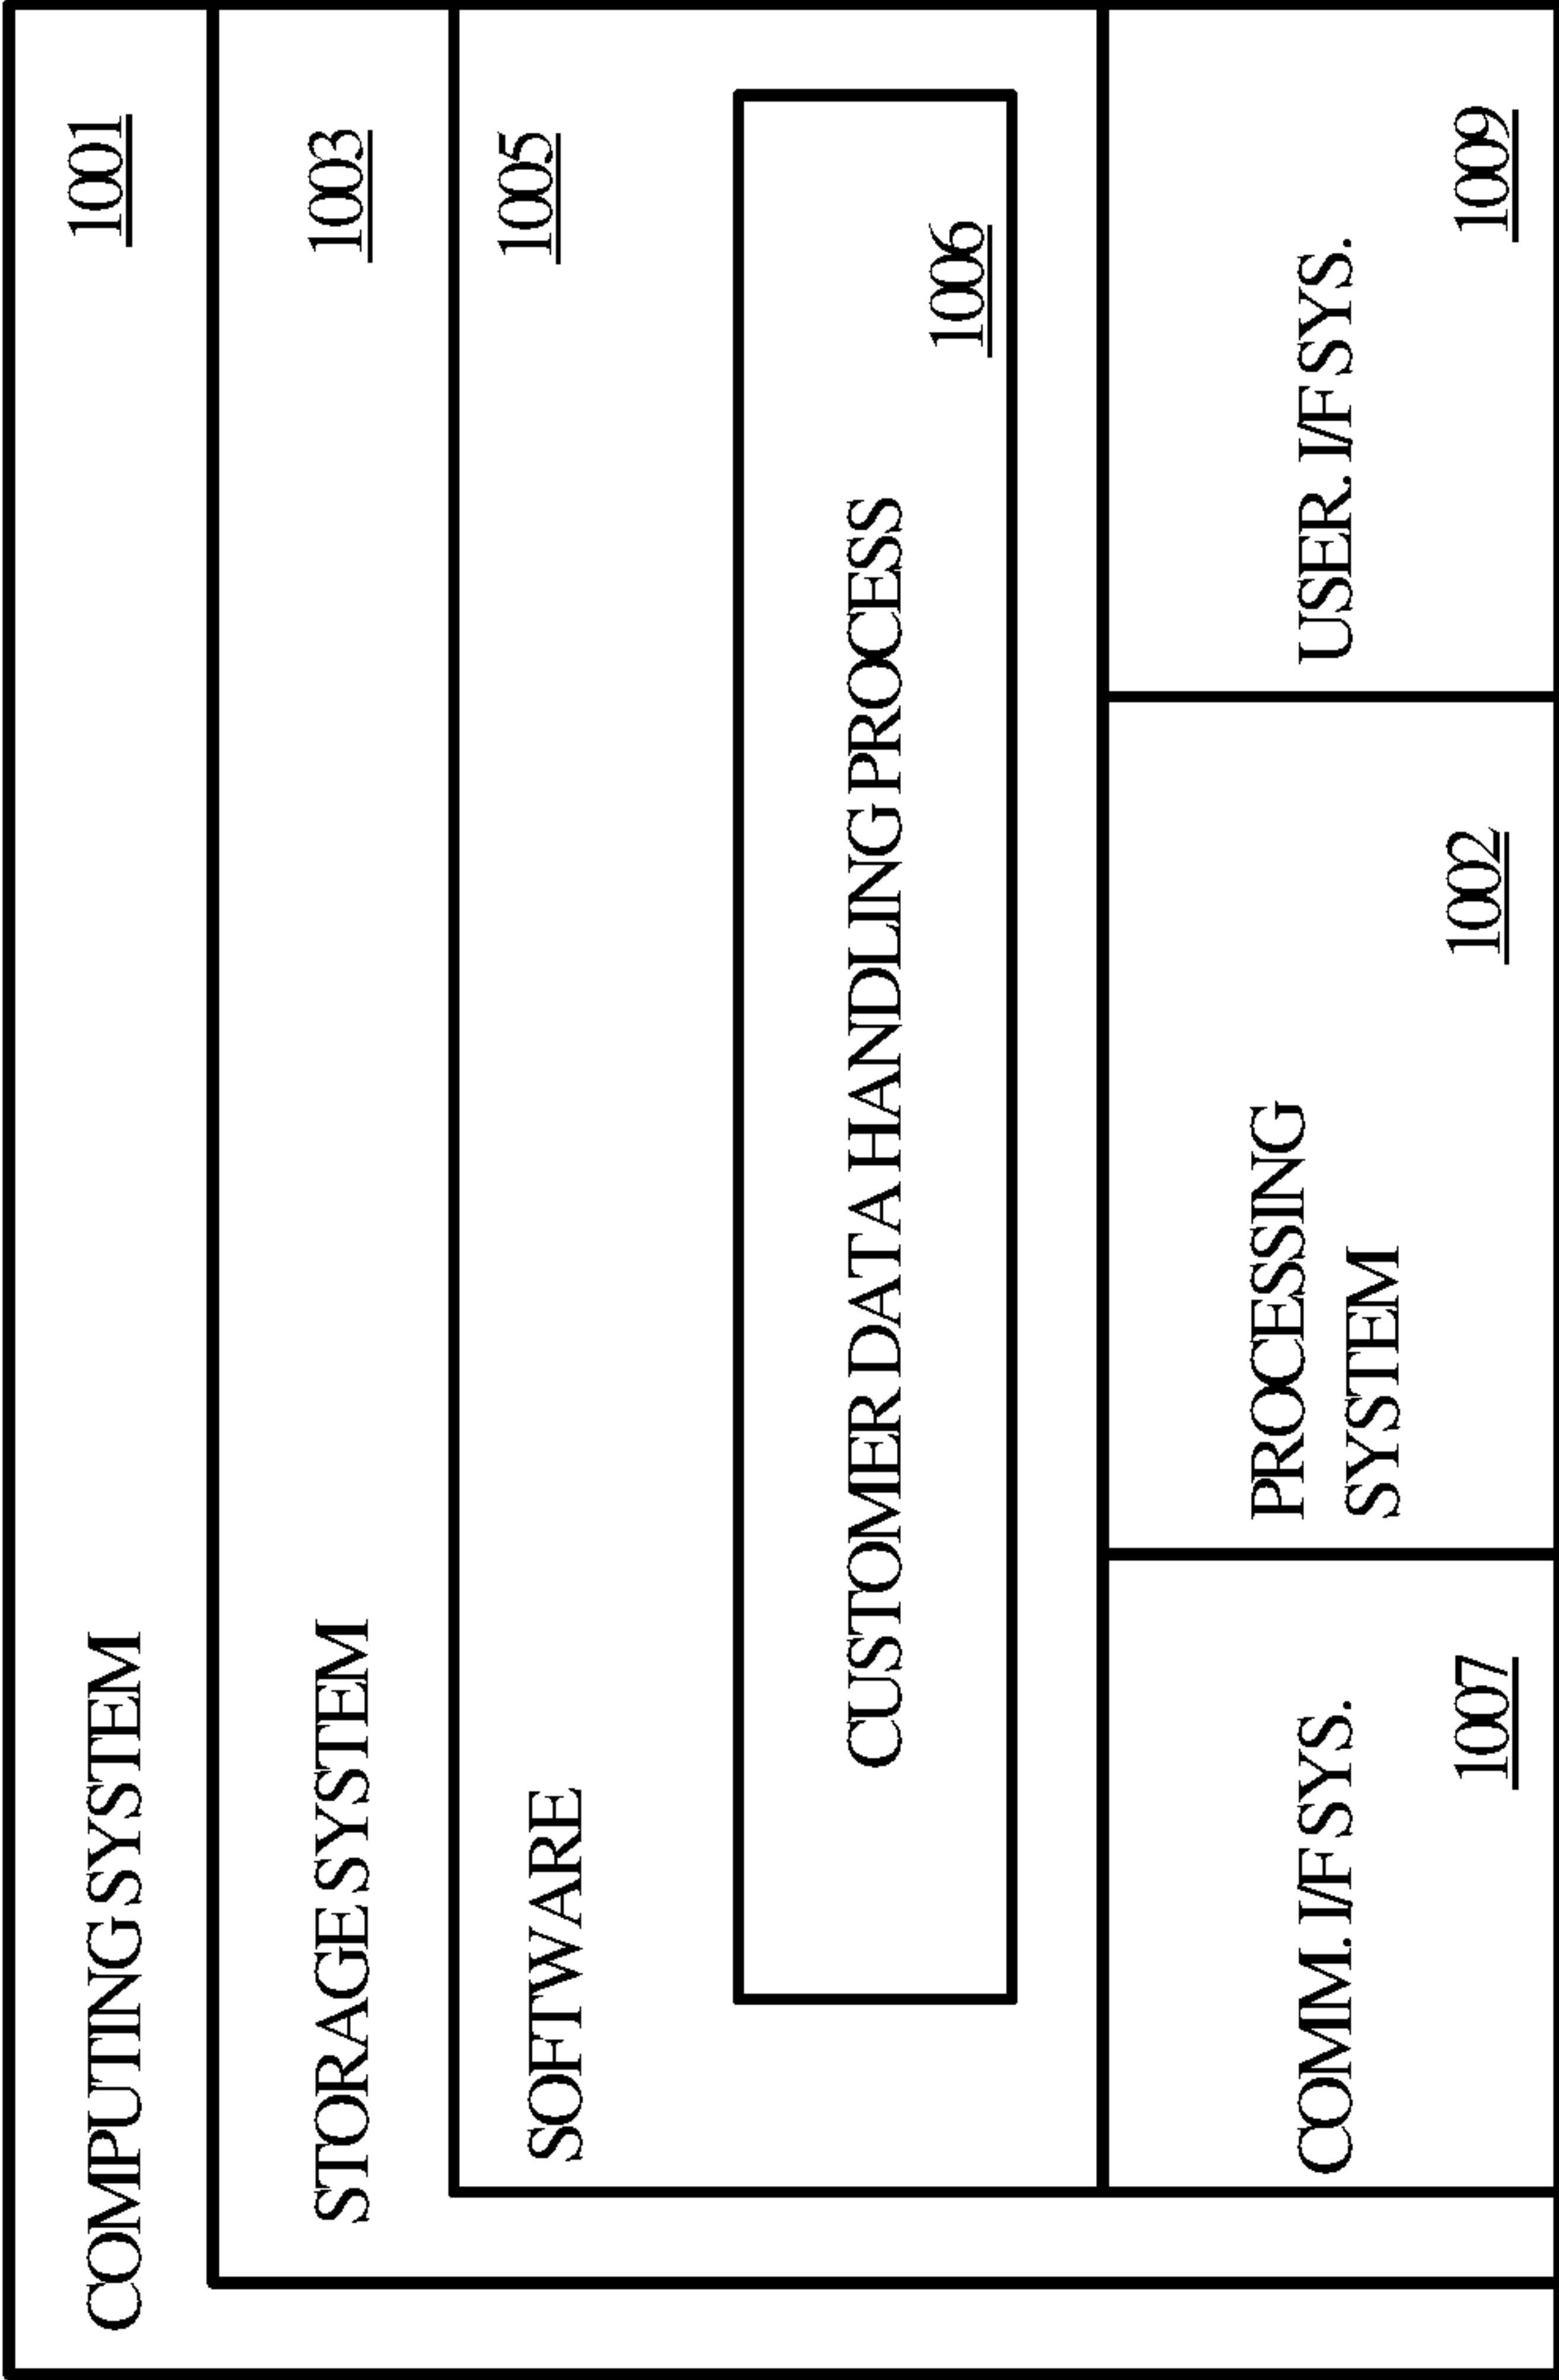 COMPUTING SYSTEM
1001
STORAGE SYSTEM
1003
SOFTWARE
1005
CUSTOMER DATA HANDLING PROCESS
1006
COMM. I/F SYS.
1007
PROCESSING
SYSTEM
1002
USER. I/F SYS.
1009